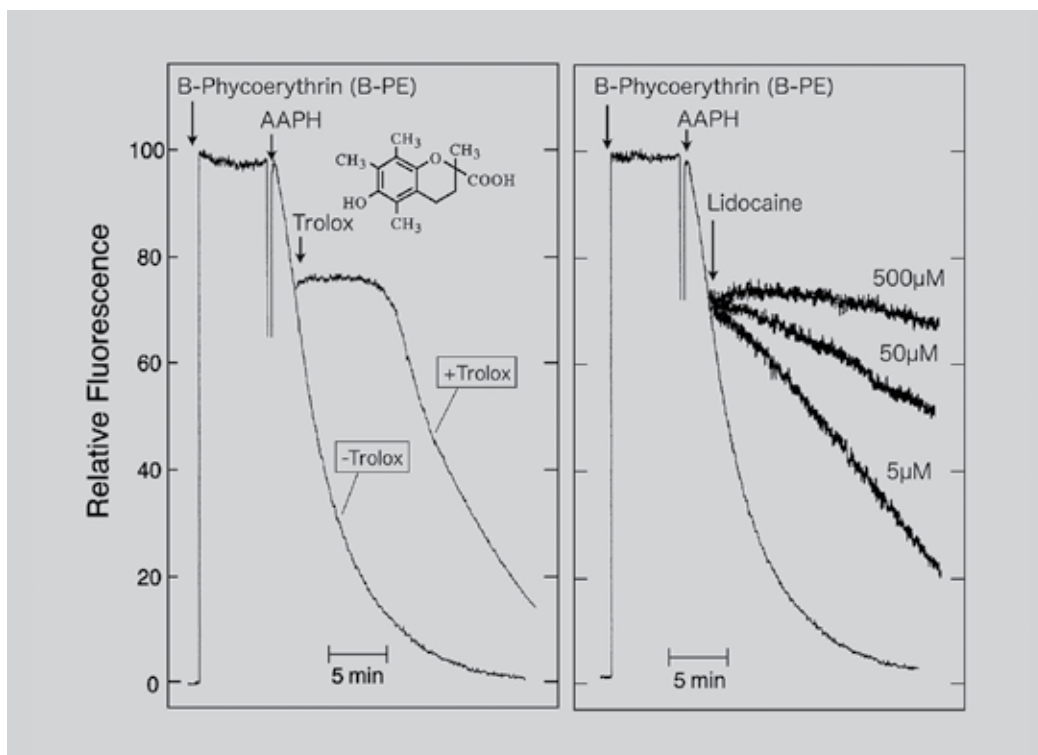 B-Phycoerythrin (B-PE)
AAPH
CH₃
CH₃
CH₃
O
COOH
HO
CH₃
Trolox
+Trolox
-Trolox
5 min
Relative Fluorescence
100
80
60
40
20
0
B-Phycoerythrin (B-PE)
AAPH
Lidocaine
500µM
50µM
5µM
5 min